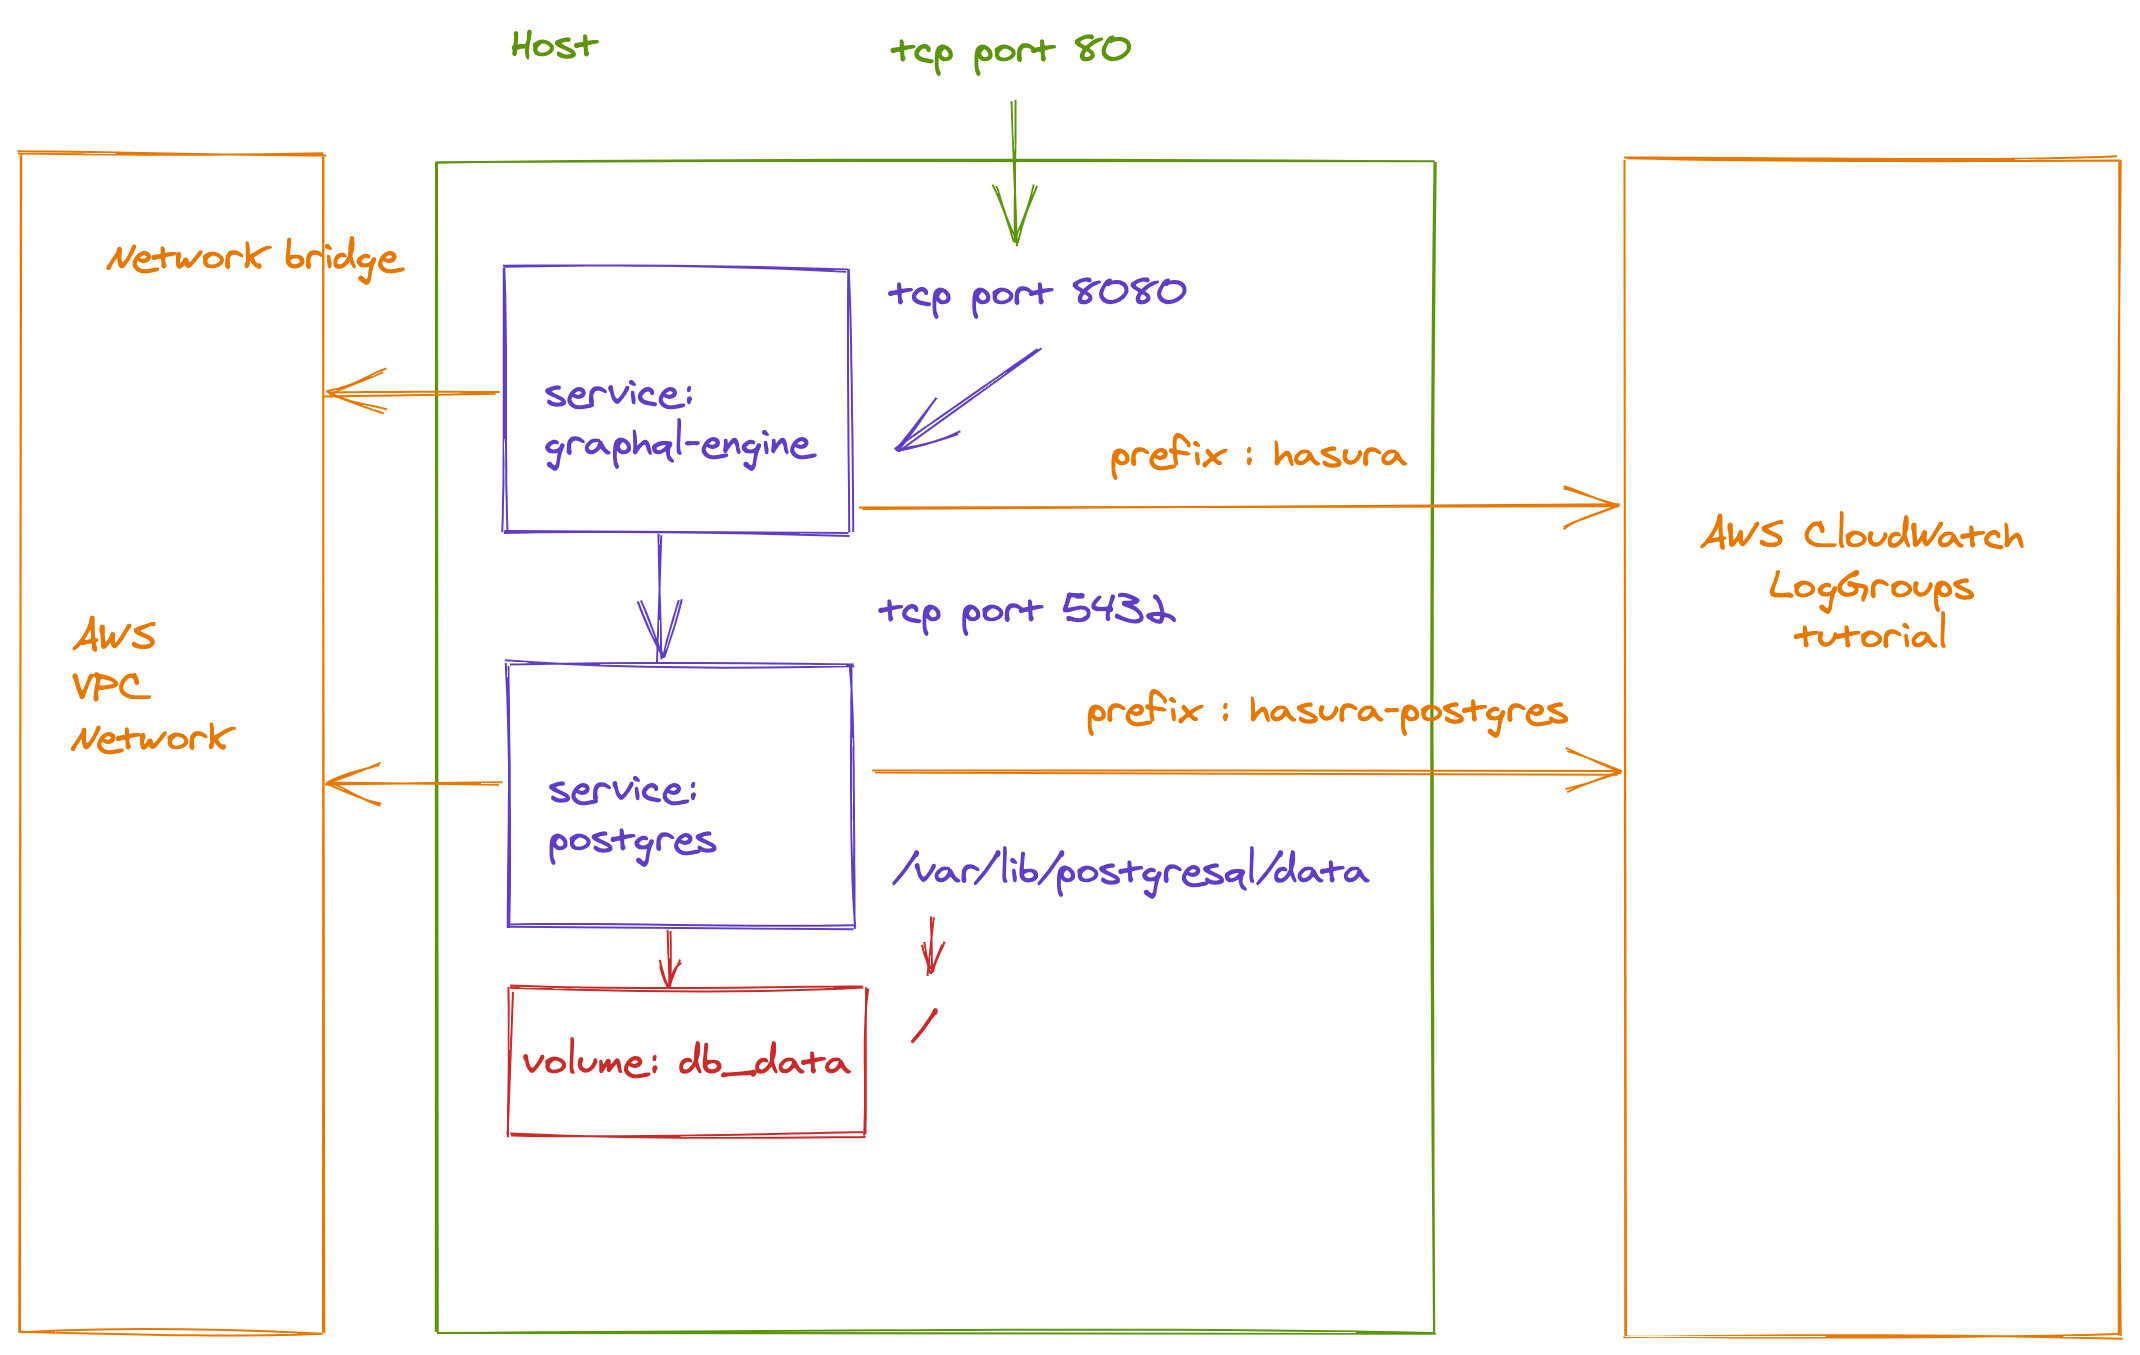 Host
tcp port 80
Network bridge
tcp port 8080
service:
graphql-engine
prefix : hasura
AWS CloudWatch
LogGroups
tutorial
tcp port 5432
AWS
VPC
Network
prefix : hasura-postgres
service:
postgres
/var/lib/postgresql/data
/
volume: db_data